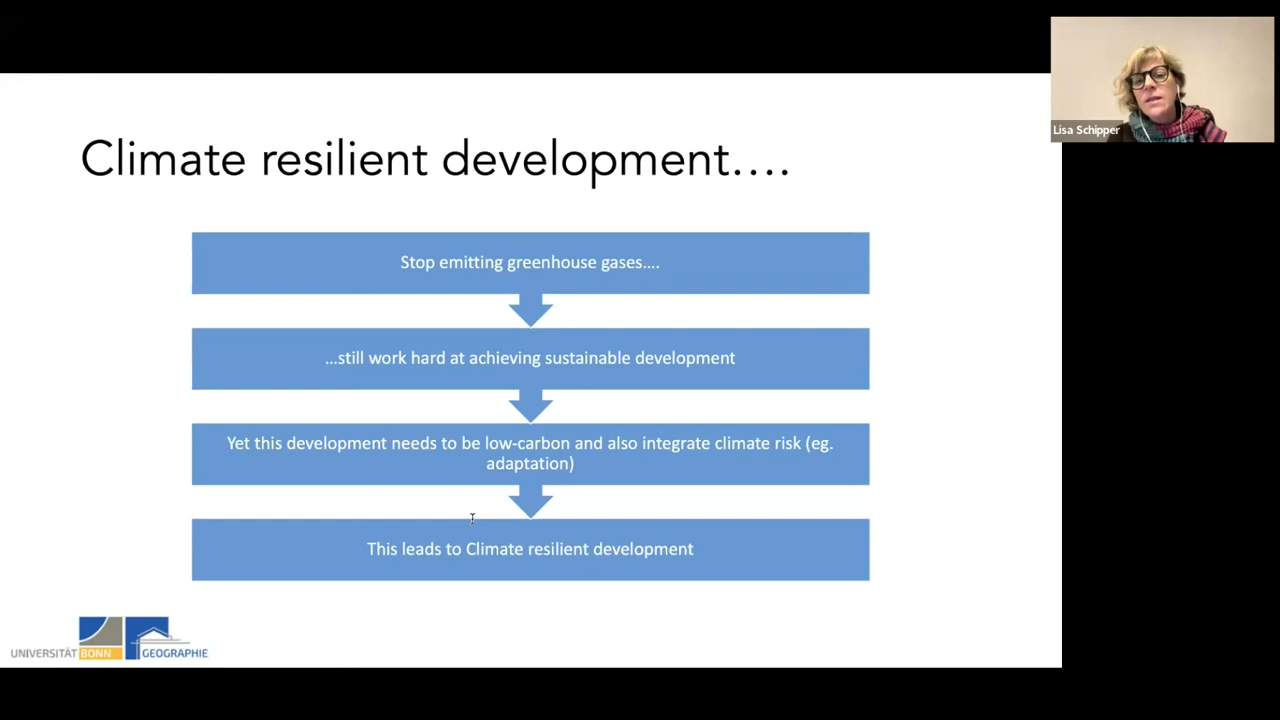 Lisa Schipper
Climate resilient development....
Stop emitting greenhouse gases....
...still work hard at achieving sustainable development
Yet this development needs to be low-carbon and also integrate climate risk (eg.
adaptation)
This leads to Climate resilient development
UNIVERSITÄT BONN GEOGRAPHIE